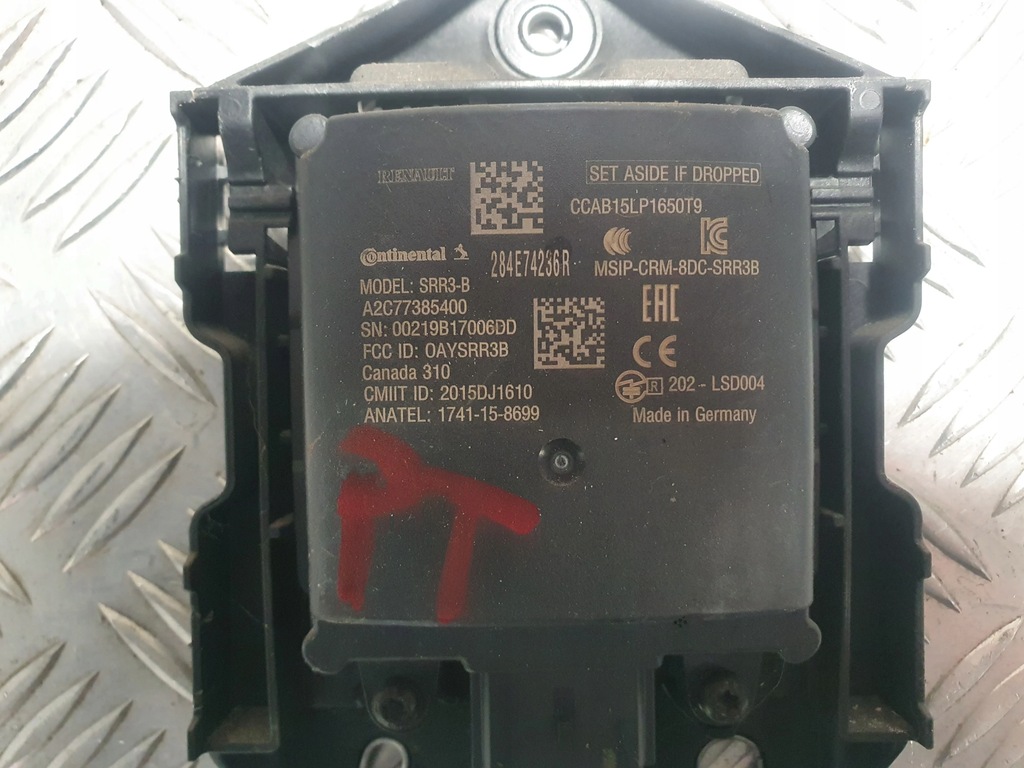 RENAULT
SET ASIDE IF DROPPED
CCAB15LP1650T9
Continental
284E74236R
MSIP-CRM-8DC-SRR3B
MODEL: SRR3-B
A2C77385400
SN: 00219B17006DD
FCC ID: OAYSRR3B
Canada 310
CMIIT ID: 2015DJ1610
ANATEL: 1741-15-8699
EAC
CE
R 202 - LSD004
Made in Germany